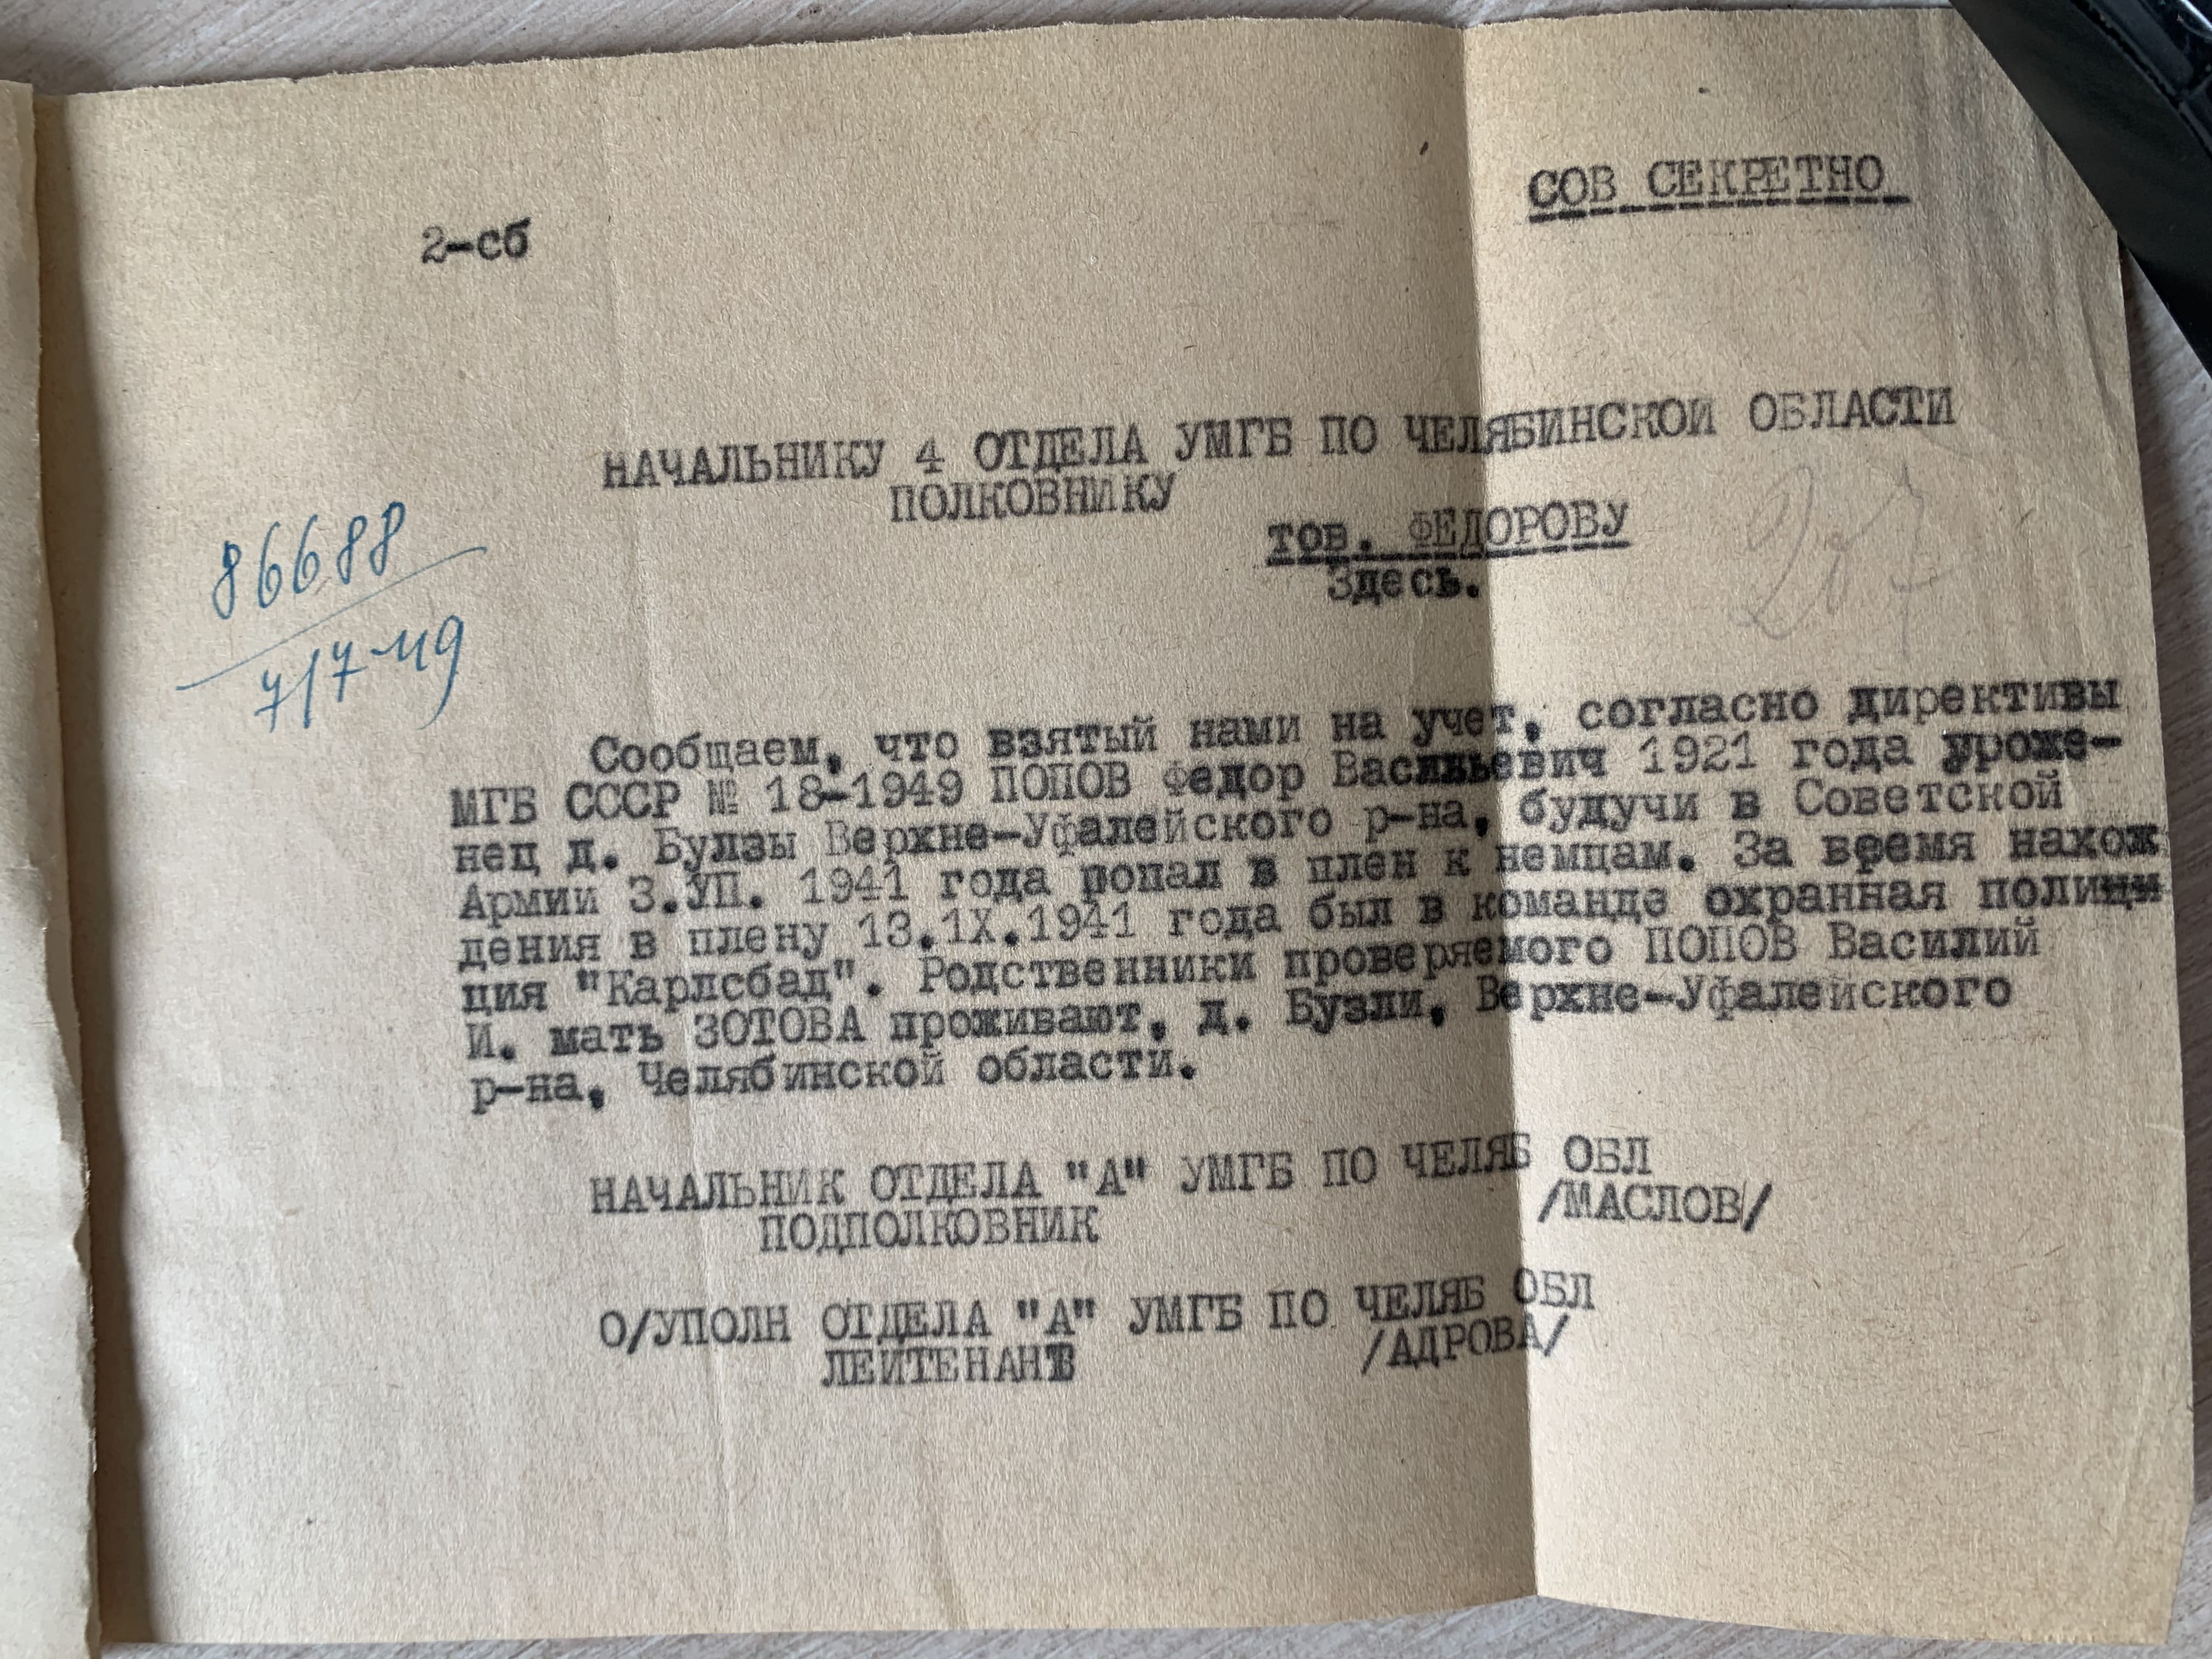 СОВ СЕКРЕТНО
2-сб
НАЧАЛЬНИКУ 4 ОТДЕЛА УМГБ ПО ЧЕЛЯБИНСКОЙ ОБЛАСТИ
ПОЛКОВНИКУ
тов. ФЕДОРОВУ
Здесь.
86688
7/7-49
Сообщаем, что взятый нами на учет, согласно директивы
МГБ СССР № 18-1949 ПОПОВ Федор Васильевич 1921 года уроже-
нец д. Булзы Верхне-Уфалейского р-на, будучи в Советской
Армии 3.УП. 1941 года попал в плен к немцам. За время нахож
дения в плену 13.1Х.1941 года был в команде охранная полици
ция "Карлсбад". Родственники проверяемого ПОПОВ Василий
И. мать ЗОТОВА проживают, д. Бузли, Верхне-Уфалейского
р-на, Челябинской области.
НАЧАЛЬНИК ОТДЕЛА "А" УМГБ ПО ЧЕЛЯБ ОБЛ
ПОДПОЛКОВНИК /МАСЛОВ/
О/УПОЛН ОТДЕЛА "А" УМГБ ПО ЧЕЛЯБ ОБЛ
ЛЕЙТЕНАНТ /АДРОВА/